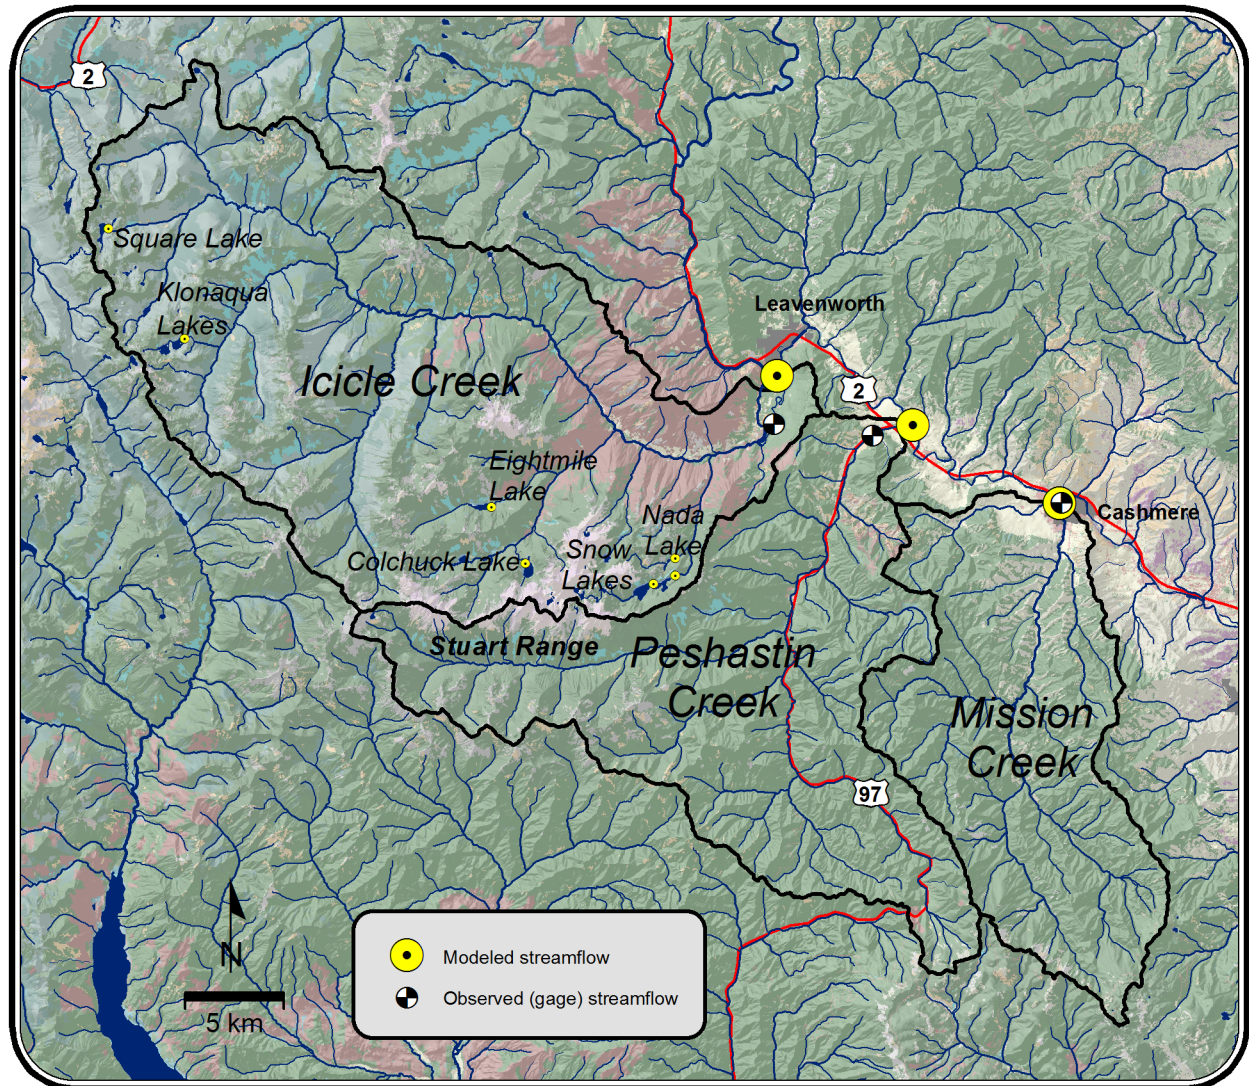 2
Square Lake
Klonaqua
Lakes
Leavenworth
Icicle Creek
2
Eightmile
Lake
Nada
Lake
Cashmere
Snow
Lakes
Colchuck Lake
Stuart Range
Peshastin
Creek
Mission
Creek
97
N
5 km
Modeled streamflow
Observed (gage) streamflow